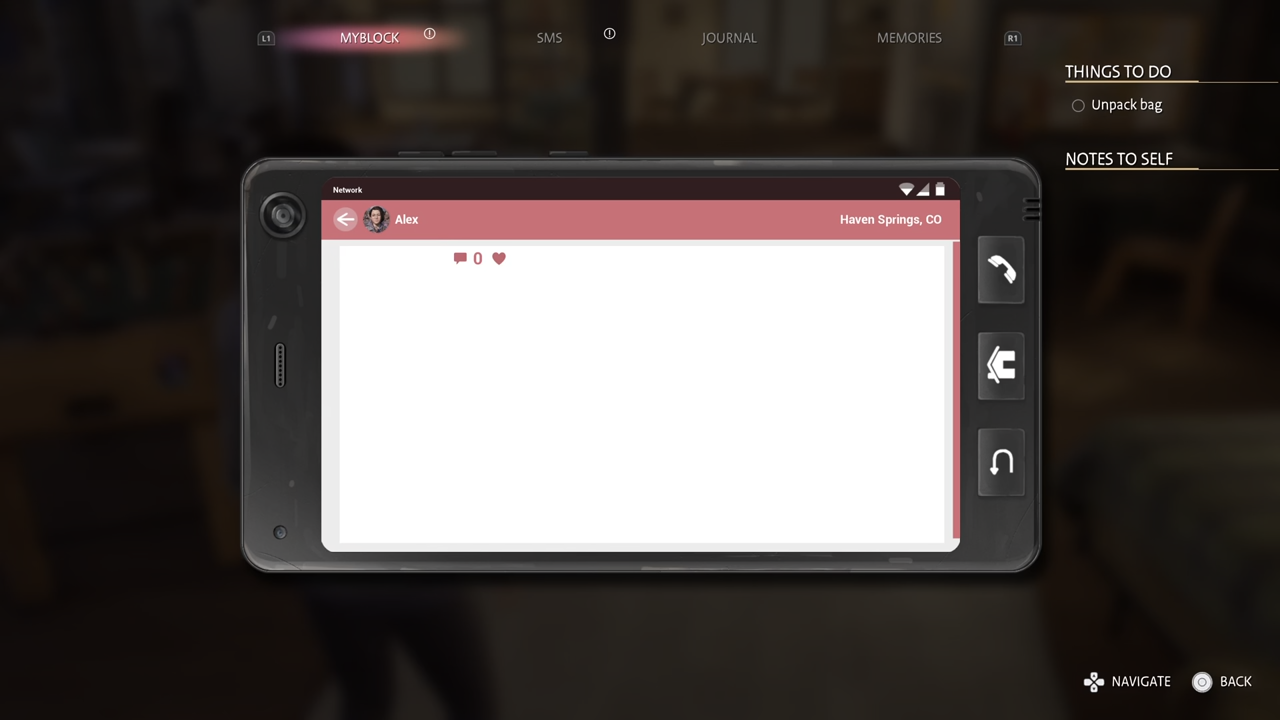 L1
MYBLOCK
SMS
JOURNAL
MEMORIES
R1
THINGS TO DO
Unpack bag
NOTES TO SELF
Network
Alex
Haven Springs, CO
0
NAVIGATE
BACK